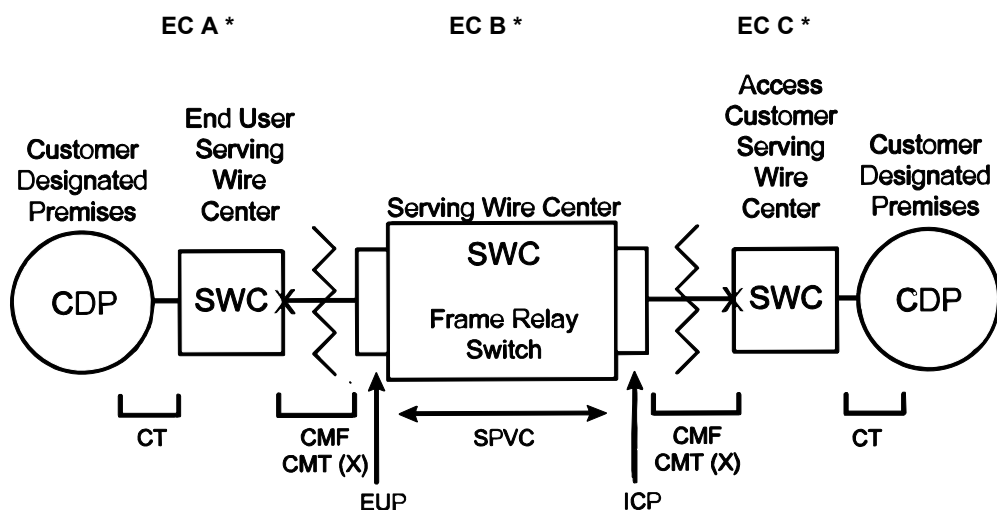 EC A *
EC B *
EC C *
Customer
Designated
Premises
End User
Serving
Wire
Center
Serving Wire Center
Access
Customer
Serving
Wire
Center
Customer
Designated
Premises
CDP
SWC
X
SWC
Frame Relay
Switch
X
SWC
CDP
CT
CMF
CMT (X)
EUP
SPVC
ICP
CMF
CMT (X)
CT